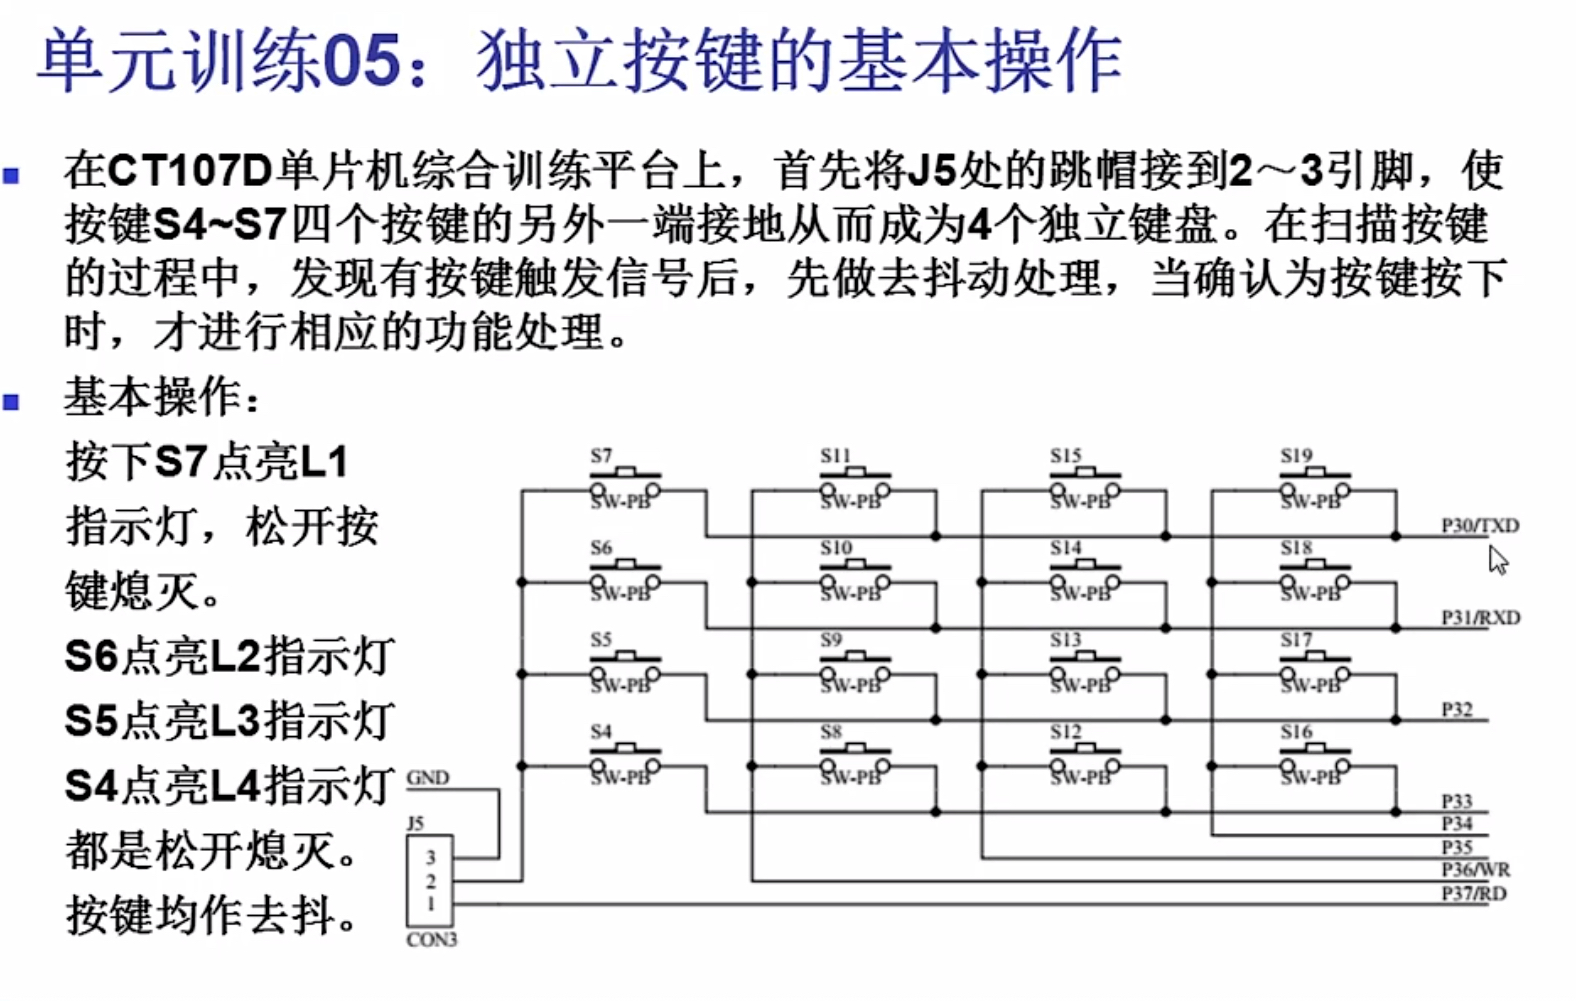 单元训练05：独立按键的基本操作
在CT107D单片机综合训练平台上，首先将J5处的跳帽接到2～3引脚，使
按键S4~S7四个按键的另外一端接地从而成为4个独立键盘。在扫描按键
的过程中，发现有按键触发信号后，先做去抖动处理，当确认为按键按下
时，才进行相应的功能处理。
基本操作：
按下S7点亮L1
指示灯，松开按
键熄灭。
S6点亮L2指示灯
S5点亮L3指示灯
S4点亮L4指示灯
都是松开熄灭。
按键均作去抖。
S7 S11 S15 S19
SW-PB SW-PB SW-PB SW-PB
P30/TXD
S6 S10 S14 S18
SW-PB SW-PB SW-PB SW-PB
P31/RXD
S5 S9 S13 S17
SW-PB SW-PB SW-PB SW-PB
P32
S4 S8 S12 S16
SW-PB SW-PB SW-PB SW-PB
GND
P33
J5
P34
3
P35
2
P36/WR
1
P37/RD
CON3